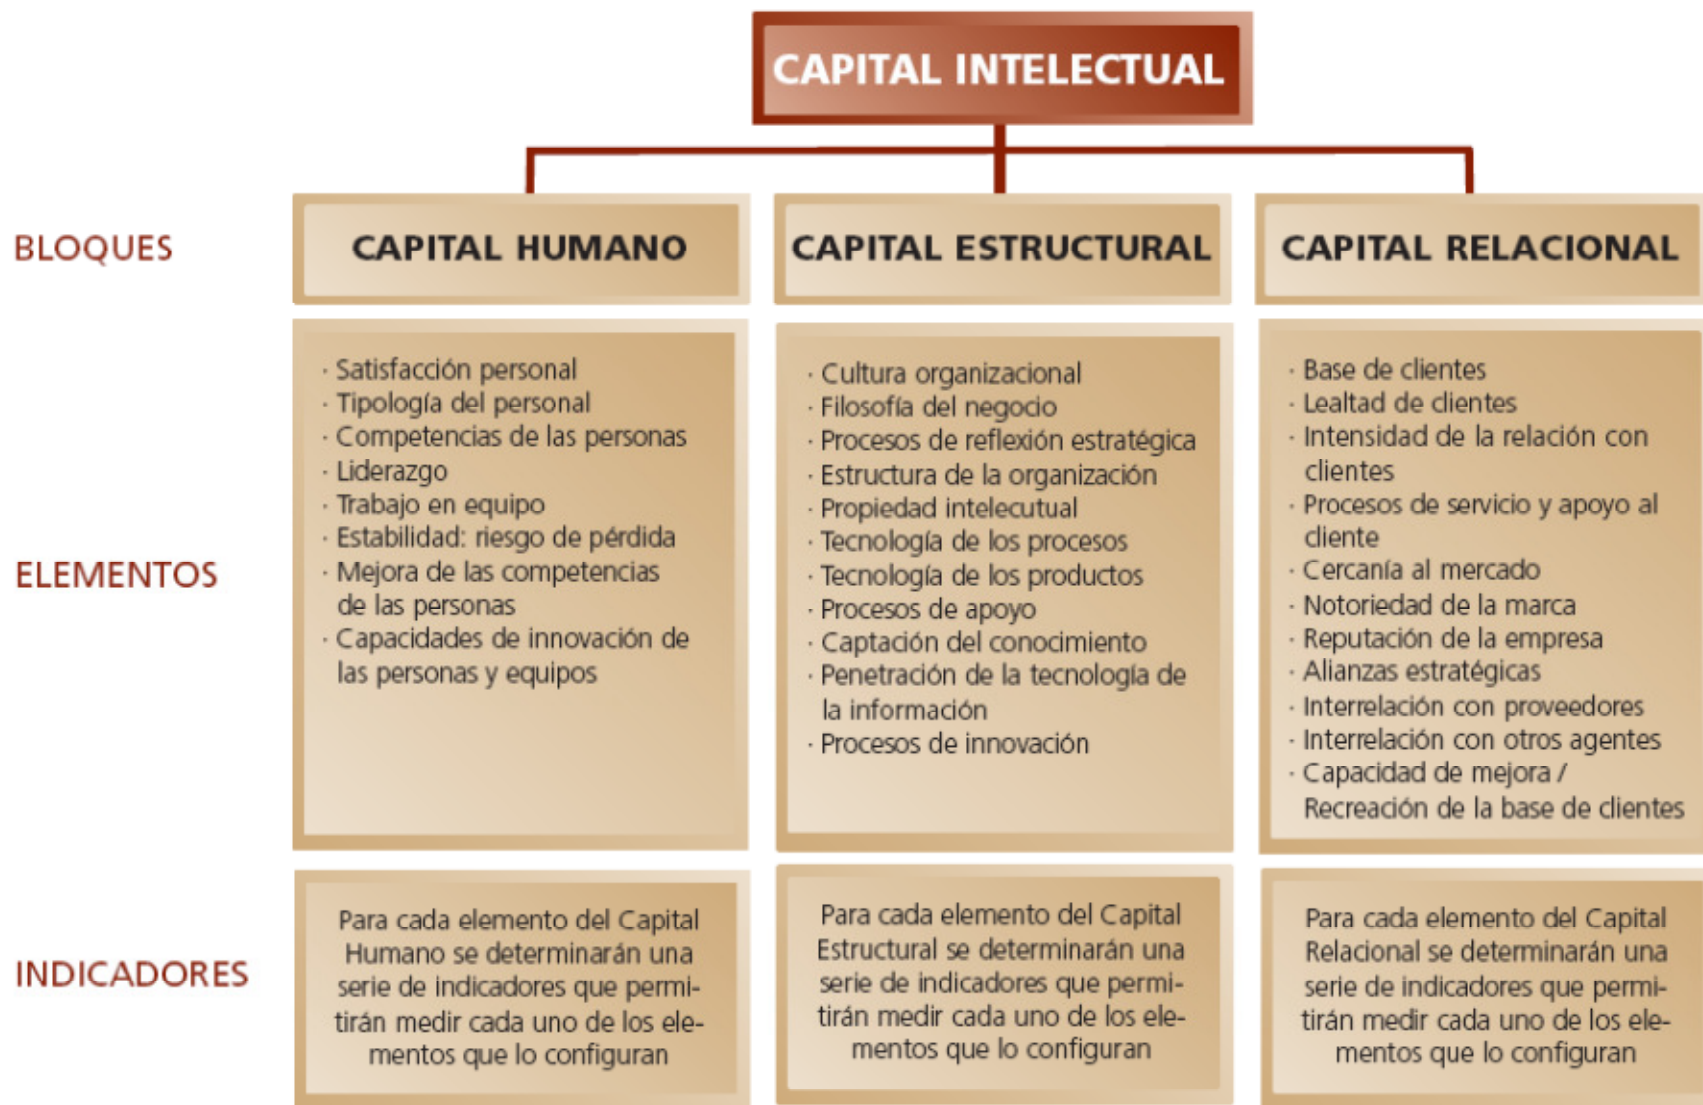 CAPITAL INTELECTUAL
BLOQUES
CAPITAL HUMANO
CAPITAL ESTRUCTURAL
CAPITAL RELACIONAL
ELEMENTOS
· Satisfacción personal
· Tipología del personal
· Competencias de las personas
· Liderazgo
· Trabajo en equipo
· Estabilidad: riesgo de pérdida
· Mejora de las competencias
de las personas
· Capacidades de innovación de
las personas y equipos
· Cultura organizacional
· Filosofía del negocio
· Procesos de reflexión estratégica
· Estructura de la organización
· Propiedad intelecutual
· Tecnología de los procesos
· Tecnología de los productos
· Procesos de apoyo
· Captación del conocimiento
· Penetración de la tecnología de
la información
· Procesos de innovación
· Base de clientes
· Lealtad de clientes
· Intensidad de la relación con
clientes
· Procesos de servicio y apoyo al
cliente
· Cercanía al mercado
· Notoriedad de la marca
· Reputación de la empresa
· Alianzas estratégicas
· Interrelación con proveedores
· Interrelación con otros agentes
· Capacidad de mejora /
Recreación de la base de clientes
INDICADORES
Para cada elemento del Capital
Humano se determinarán una
serie de indicadores que permi-
tirán medir cada uno de los ele-
mentos que lo configuran
Para cada elemento del Capital
Estructural se determinarán una
serie de indicadores que permi-
tirán medir cada uno de los ele-
mentos que lo configuran
Para cada elemento del Capital
Relacional se determinarán una
serie de indicadores que permi-
tirán medir cada uno de los ele-
mentos que lo configuran